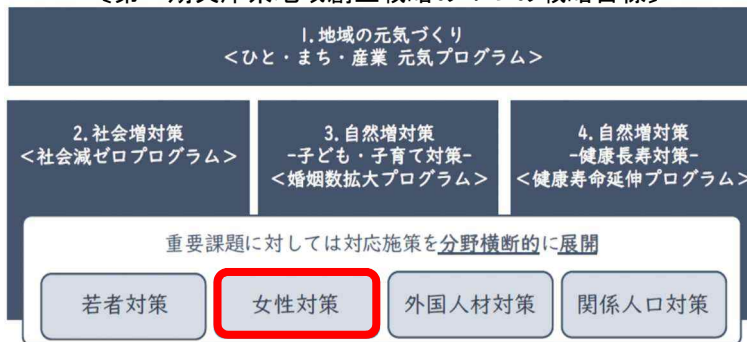 1.地域の元気づくり
<ひと・まち・産業 元気プログラム>
2.社会増対策
<社会減ゼロプログラム>
3.自然増対策
-子ども・子育て対策-
<婚姻数拡大プログラム>
4.自然増対策
-健康長寿対策-
<健康寿命延伸プログラム>
重要課題に対しては対応施策を分野横断的に展開
若者対策
女性対策
外国人材対策
関係人口対策